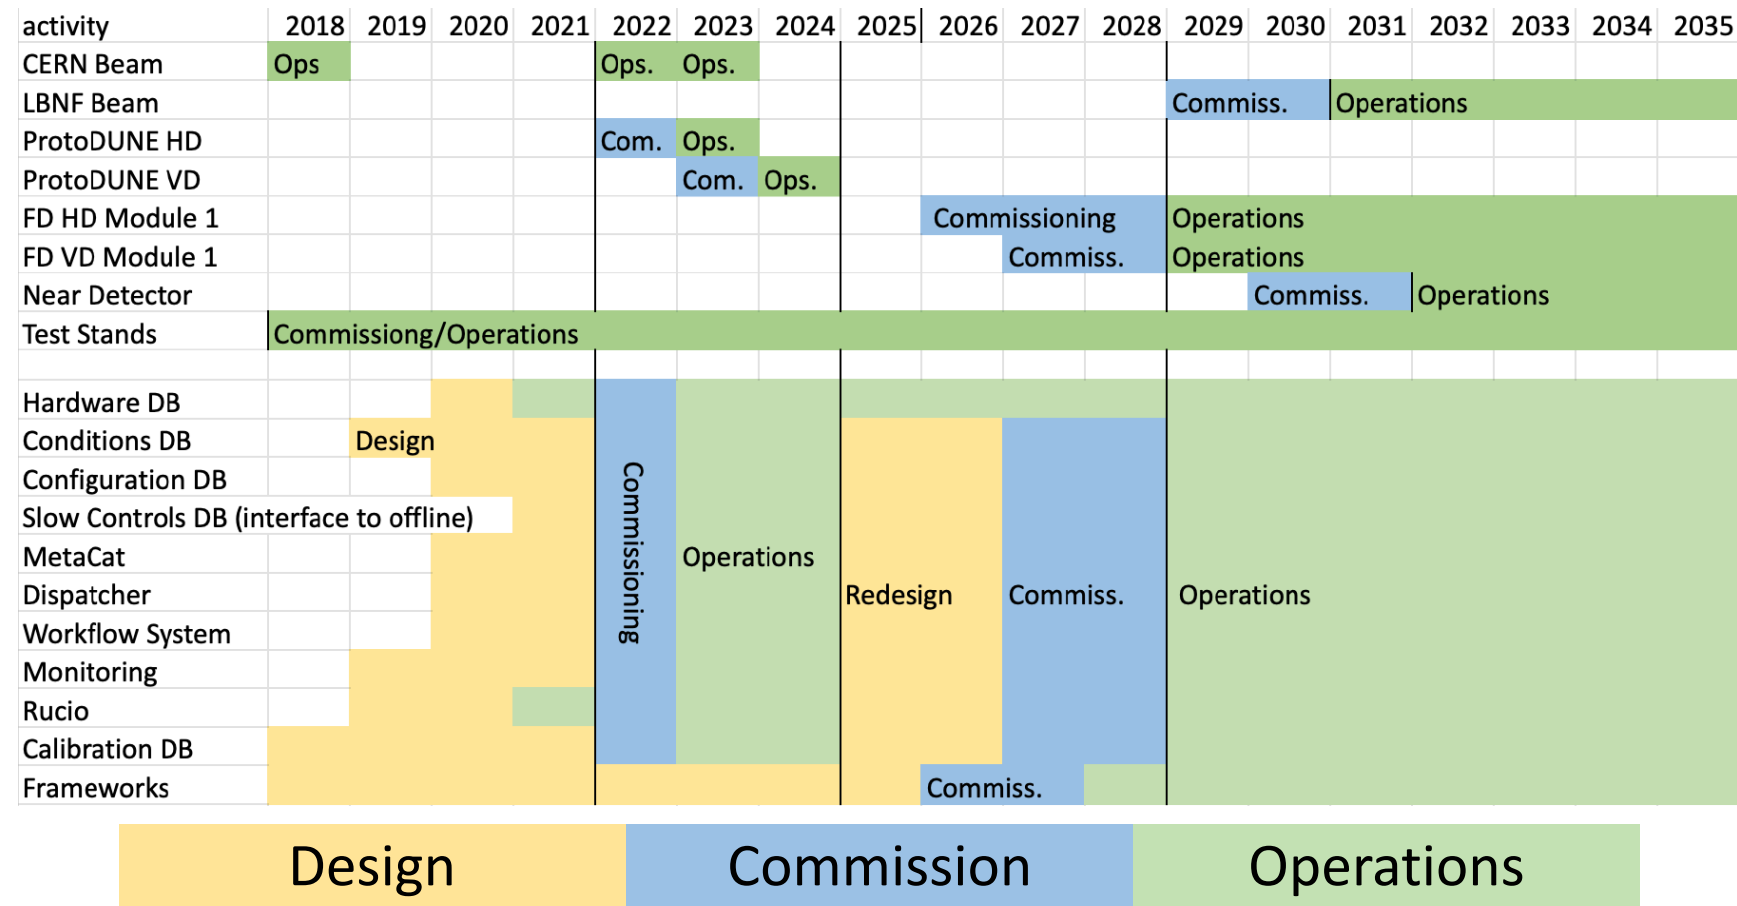 activity 2018 2019 2020 2021 2022 2023 2024 2025 2026 2027 2028 2029 2030 2031 2032 2033 2034 2035
CERN Beam Ops Ops. Ops.
LBNF Beam Commiss. Operations
ProtoDUNE HD Com. Ops.
ProtoDUNE VD Com. Ops.
FD HD Module 1 Commissioning Operations
FD VD Module 1 Commiss. Operations
Near Detector Commiss. Operations
Test Stands Commissiong/Operations
Hardware DB
Conditions DB Design
Configuration DB
Slow Controls DB (interface to offline)
Commissioning
MetaCat Operations
Dispatcher Redesign Commiss. Operations
Workflow System
Monitoring
Rucio
Calibration DB
Frameworks Commiss.
Design Commission Operations